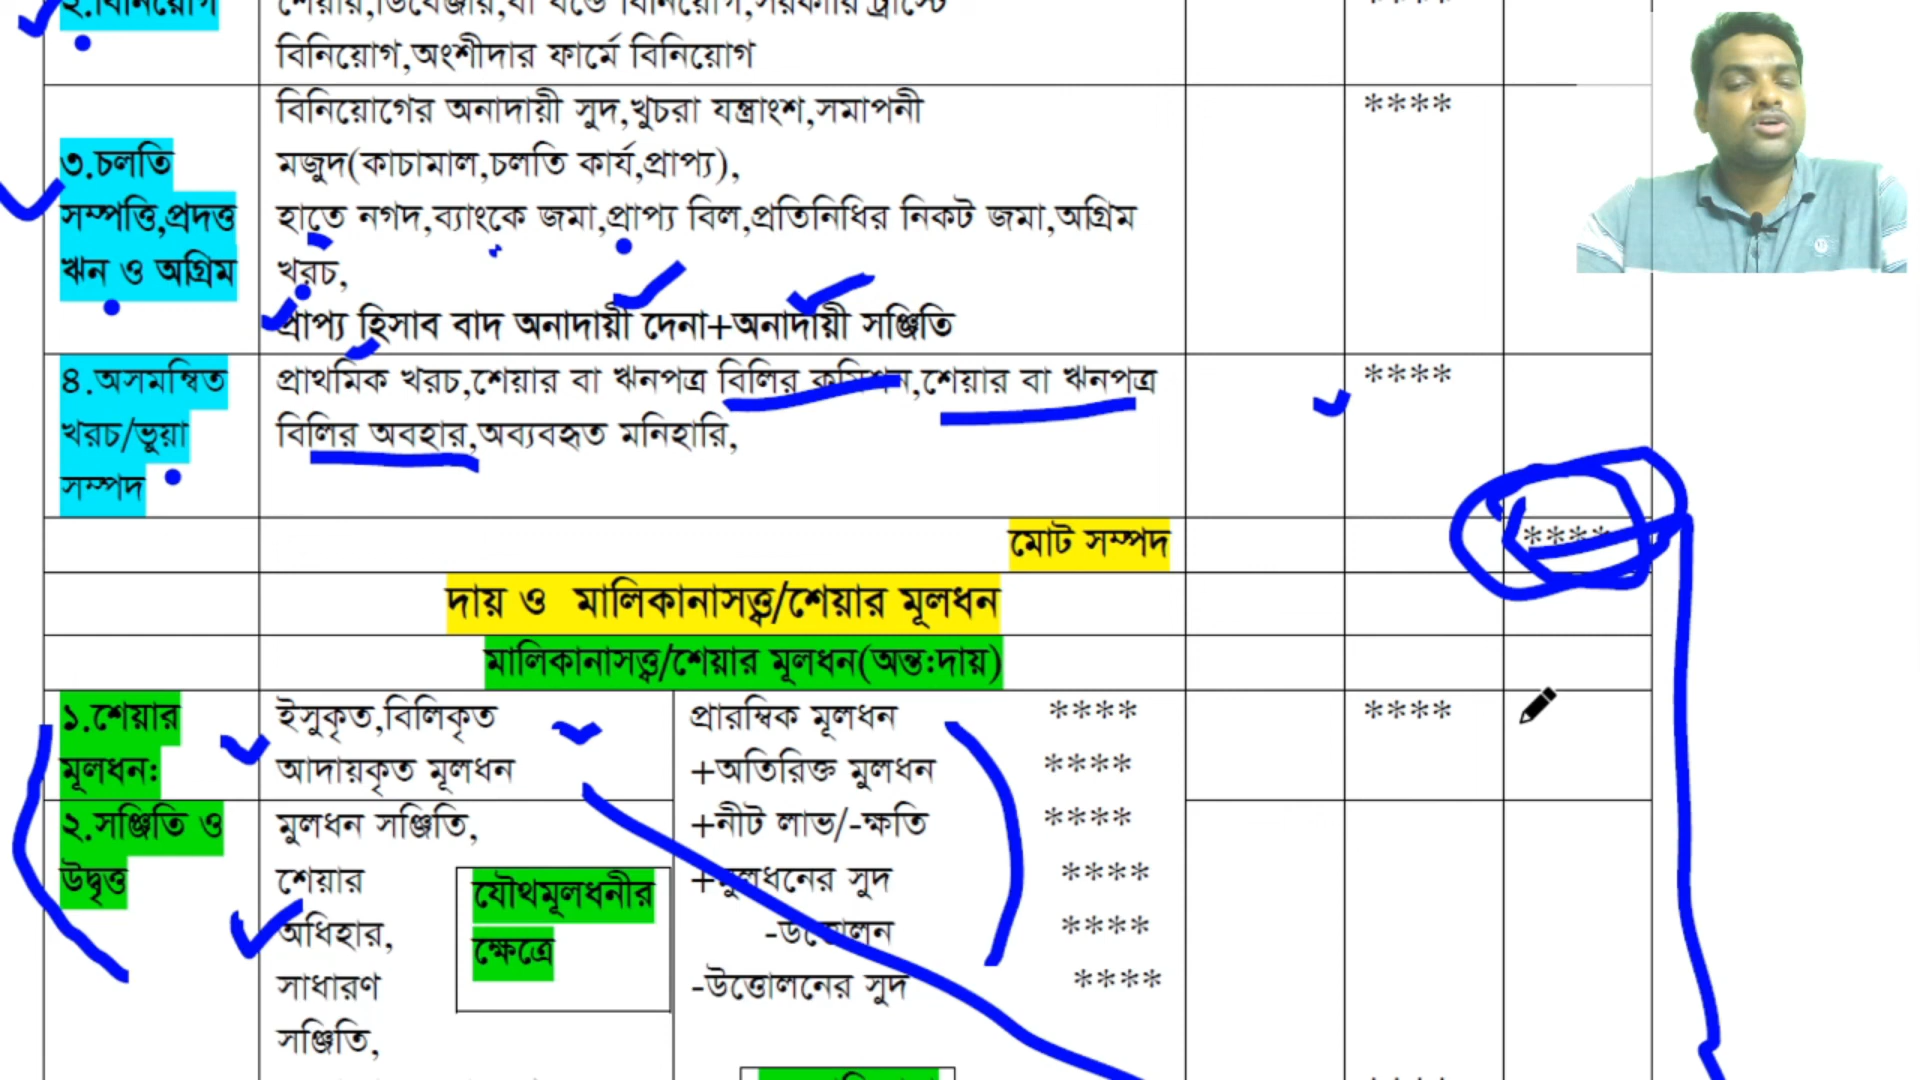 ২.বিনিয়োগ
শেয়ার,ডিবেঞ্জার,বা বন্ডে বিনিয়োগ,সরকারি ট্রাস্টে
বিনিয়োগ,অংশীদার ফার্মে বিনিয়োগ
৩.চলতি সম্পত্তি,প্রদত্ত ঋন ও অগ্রিম
বিনিয়োগের অনাদায়ী সুদ,খুচরা যন্ত্রাংশ,সমাপনী
****
মজুদ(কাচামাল,চলতি কার্য,প্রাপ্য),
হাতে নগদ,ব্যাংকে জমা,প্রাপ্য বিল,প্রতিনিধির নিকট জমা,অগ্রিম
খরচ,
প্রাপ্য হিসাব বাদ অনাদায়ী দেনা+অনাদায়ী সঞ্জিতি
৪.অসমন্বিত খরচ/ভুয়া সম্পদ
প্রাথমিক খরচ,শেয়ার বা ঋনপত্র বিলির কমিশন,শেয়ার বা ঋনপত্র
****
বিলির অবহার,অব্যবহৃত মনিহারি,
মোট সম্পদ
****
দায় ও মালিকানাসত্ত্ব/শেয়ার মূলধন
মালিকানাসত্ত্ব/শেয়ার মূলধন(অন্ত:দায়)
১.শেয়ার
মূলধন:
ইসুকৃত,বিলিকৃত
আদায়কৃত মূলধন
প্রারম্বিক মূলধন ****
****
+অতিরিক্ত মুলধন ****
২.সঞ্জিতি ও
উদ্বৃত্ত
মুলধন সঞ্জিতি,
শেয়ার
অধিহার,
সাধারণ
সঞ্জিতি,
যৌথমূলধনীর
ক্ষেত্রে
+নীট লাভ/-ক্ষতি ****
+মুলধনের সুদ ****
-উত্তোলন ****
-উত্তোলনের সুদ ****